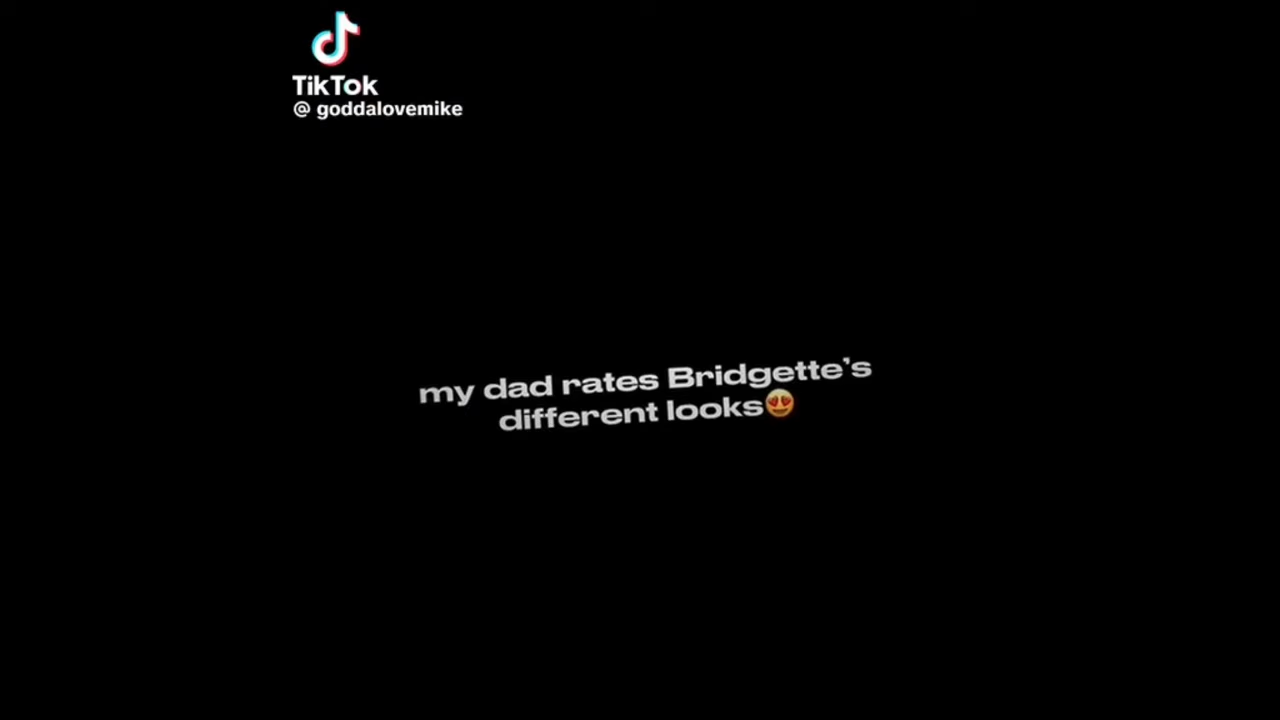 TikTok
@ goddalovemike
my dad rates Bridgette’s
different looks😍